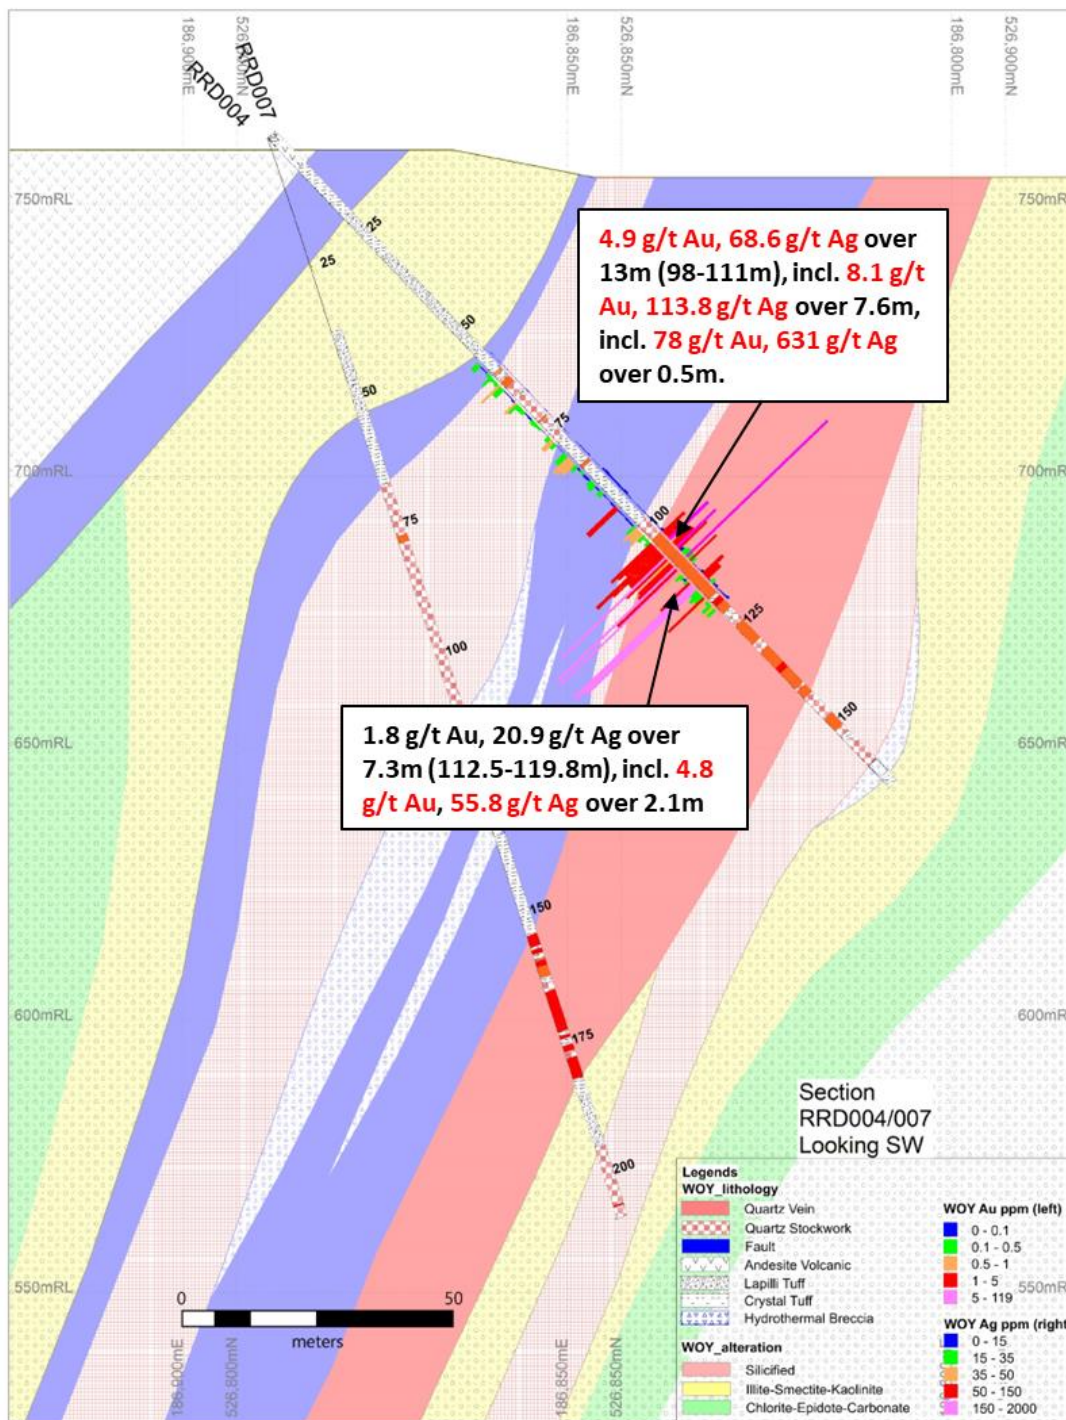 186,900mE
526,800mN
186,850mE
526,850mN
186,800mE
526,900mN
RRD007
RRD004
750mRL
750mRL
25
25
50
50
75
75
100
100
125
150
150
175
200
4.9 g/t Au, 68.6 g/t Ag over
13m (98-111m), incl. 8.1 g/t
Au, 113.8 g/t Ag over 7.6m,
incl. 78 g/t Au, 631 g/t Ag
over 0.5m.
700mRL
700mRL
1.8 g/t Au, 20.9 g/t Ag over
7.3m (112.5-119.8m), incl. 4.8
g/t Au, 55.8 g/t Ag over 2.1m
650mRL
650mRL
600mRL
600mRL
550mRL
550mRL
Section
RRD004/007
Looking SW
0
50
meters
Legends
WOY_lithology
Quartz Vein
Quartz Stockwork
Fault
Andesite Volcanic
Lapilli Tuff
Crystal Tuff
Hydrothermal Breccia
WOY_alteration
Silicified
Illite-Smectite-Kaolinite
Chlorite-Epidote-Carbonate
WOY Au ppm (left)
0 - 0.1
0.1 - 0.5
0.5 - 1
1 - 5
5 - 119
WOY Ag ppm (right
0 - 15
15 - 35
35 - 50
50 - 150
150 - 2000
186,900mE
526,800mN
186,850mE
526,850mN